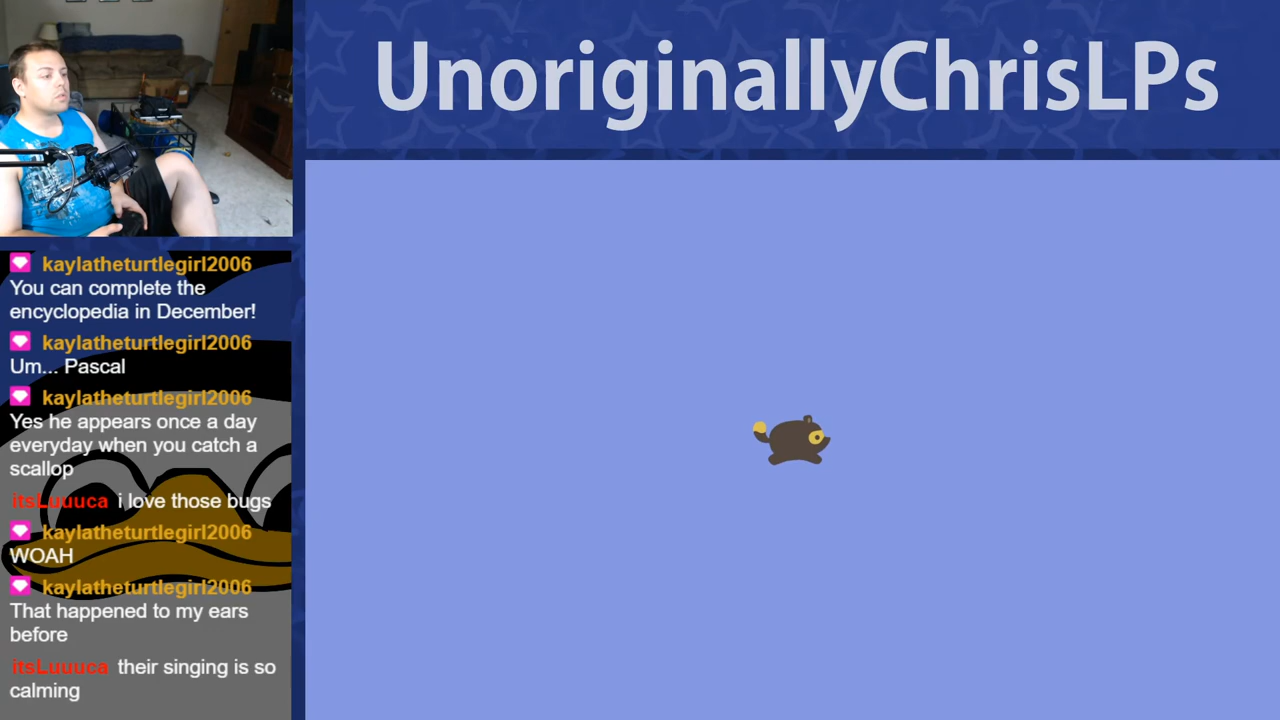 UnoriginallyChrisLPs
kaylatheturtlegirl2006
You can complete the
encyclopedia in December!
kaylatheturtlegirl2006
Um... Pascal
kaylatheturtlegirl2006
Yes he appears once a day
everyday when you catch a
scallop
itsLuuuca i love those bugs
kaylatheturtlegirl2006
WOAH
kaylatheturtlegirl2006
That happened to my ears
before
itsLuuuca their singing is so
calming